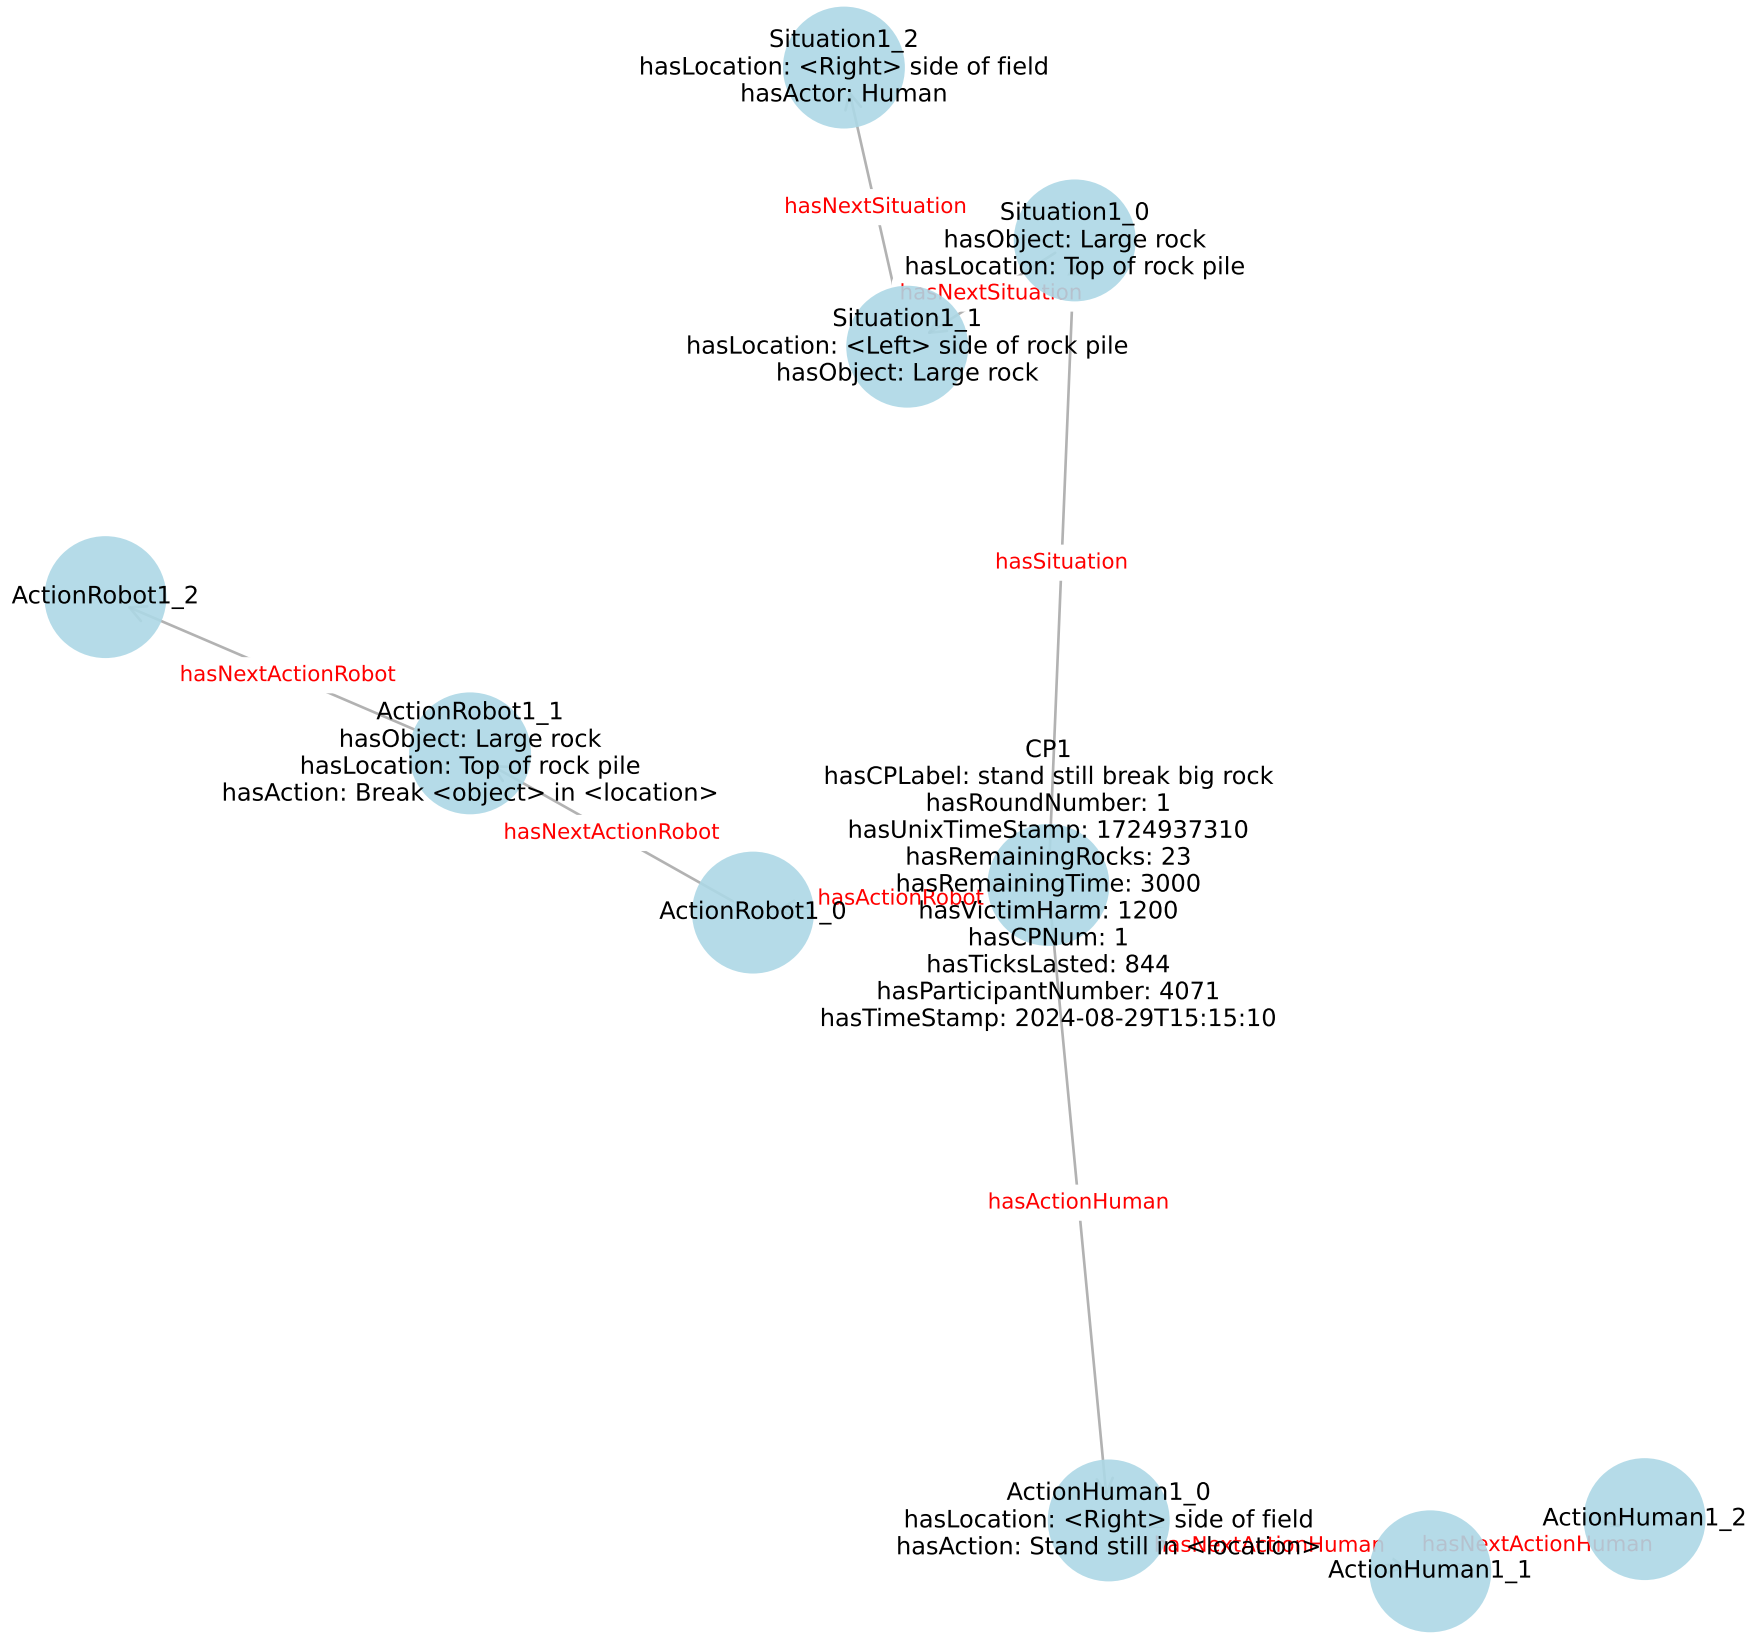 Situation1_2
hasLocation: <Right> side of field
hasActor: Human
hasNextSituation
Situation1_0
hasObject: Large rock
hasLocation: Top of rock pile
hasNextSituation
Situation1_1
hasLocation: <Left> side of rock pile
hasObject: Large rock
hasSituation
ActionRobot1_2
hasNextActionRobot
ActionRobot1_1
hasObject: Large rock
hasLocation: Top of rock pile
hasAction: Break <object> in <location>
hasNextActionRobot
ActionRobot1_0
hasActionRobot
CP1
hasCPLabel: stand still break big rock
hasRoundNumber: 1
hasUnixTimeStamp: 1724937310
hasRemainingRocks: 23
hasRemainingTime: 3000
hasVictimHarm: 1200
hasCPNum: 1
hasTicksLasted: 844
hasParticipantNumber: 4071
hasTimeStamp: 2024-08-29T15:15:10
hasActionHuman
ActionHuman1_0
hasLocation: <Right> side of field
hasAction: Stand still in <location>
hasNextActionHuman
ActionHuman1_1
hasNextActionHuman
ActionHuman1_2